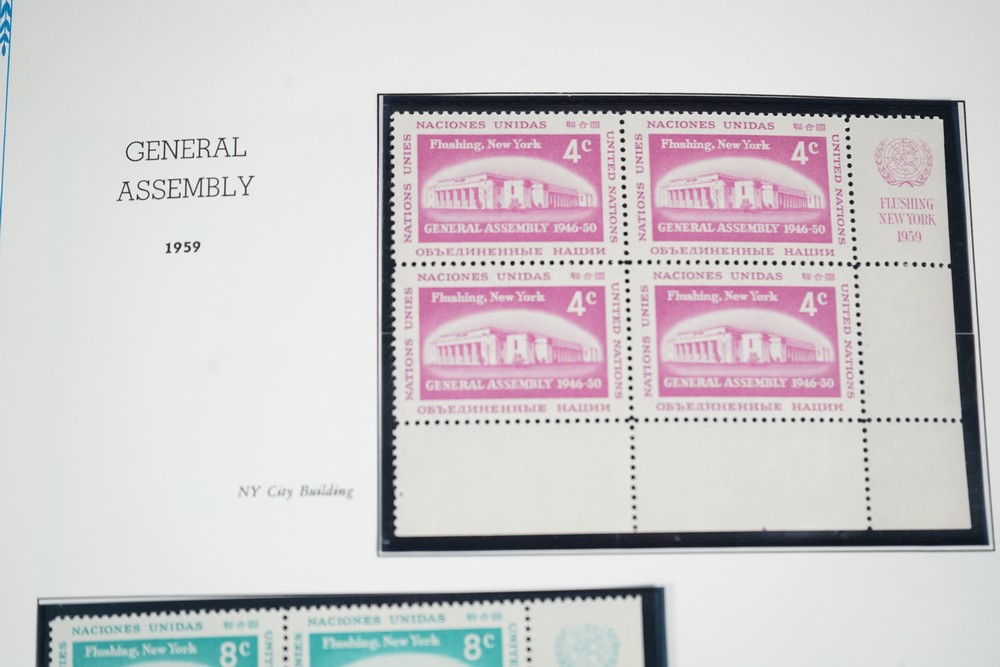 GENERAL
ASSEMBLY
1959
NY City Building
NACIONES UNIDAS 聯合國
NATIONS UNIES
Flushing, New York 4c
UNITED NATIONS
GENERAL ASSEMBLY 1946-50
ОБЪЕДИНЕННЫЕ НАЦИИ
NACIONES UNIDAS 聯合國
NATIONS UNIES
Flushing, New York 4c
UNITED NATIONS
GENERAL ASSEMBLY 1946-50
ОБЪЕДИНЕННЫЕ НАЦИИ
FLUSHING
NEW YORK
1959
NACIONES UNIDAS 聯合國
NATIONS UNIES
Flushing, New York 4c
UNITED NATIONS
GENERAL ASSEMBLY 1946-50
ОБЪЕДИНЕННЫЕ НАЦИИ
NACIONES UNIDAS 聯合國
NATIONS UNIES
Flushing, New York 4c
UNITED NATIONS
GENERAL ASSEMBLY 1946-50
ОБЪЕДИНЕННЫЕ НАЦИИ
NACIONES UNIDAS 聯合國
Flushing, New York 8c
NACIONES UNIDAS 聯合國
Flushing, New York 8c